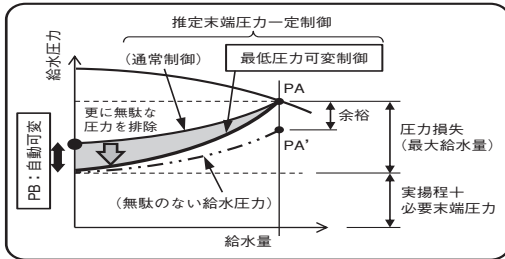 推定末端圧力一定制御
(通常制御)
最低圧力可変制御
給水圧力
PA
更に無駄な
圧力を排除
余裕
PA'
圧力損失
(最大給水量)
PB:自動可変
(無駄のない給水圧力)
実揚程+
必要末端圧力
給水量